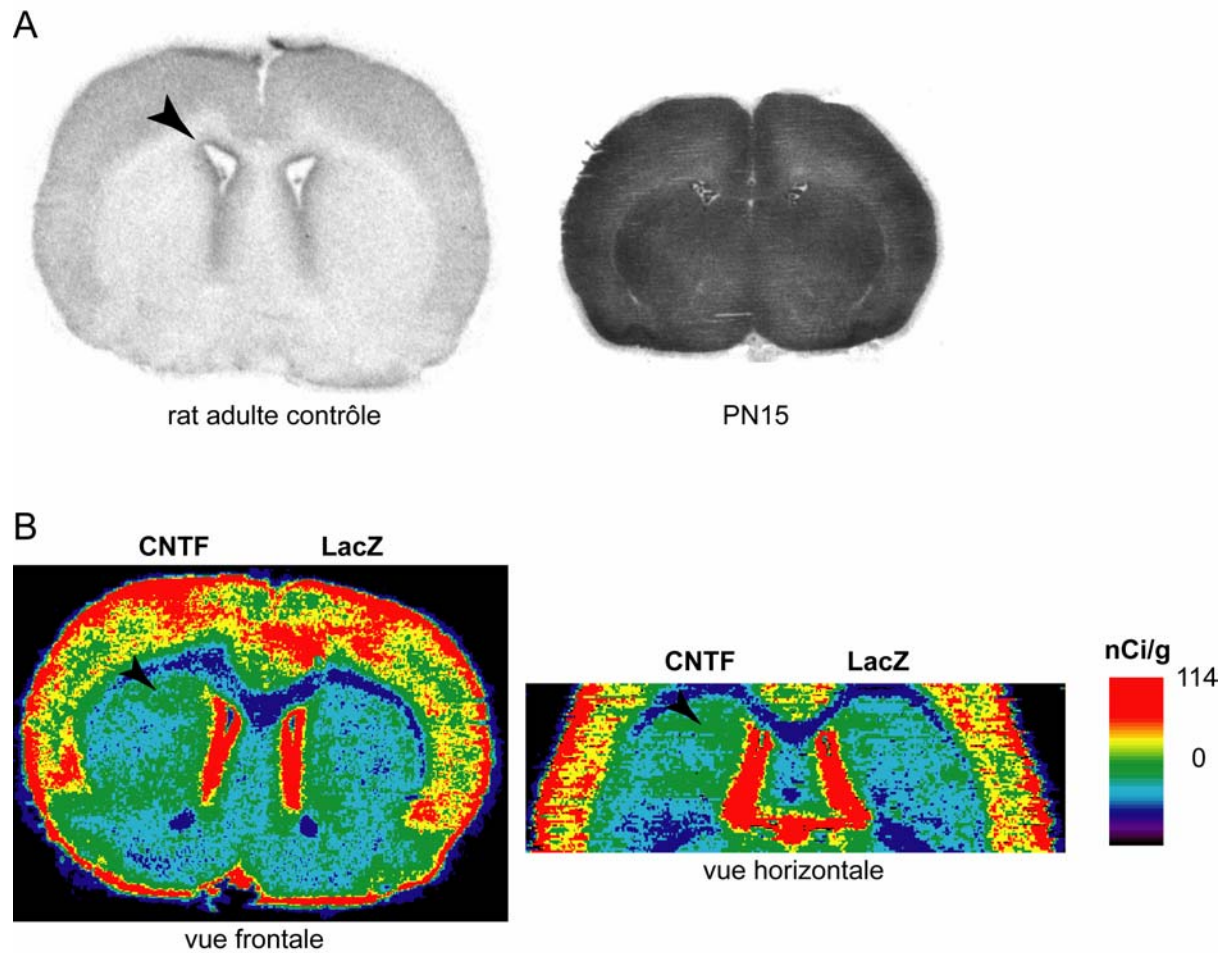 A
rat adulte contrôle
PN15
B
CNTF LacZ
vue frontale
CNTF LacZ
vue horizontale
nCi/g
114
0